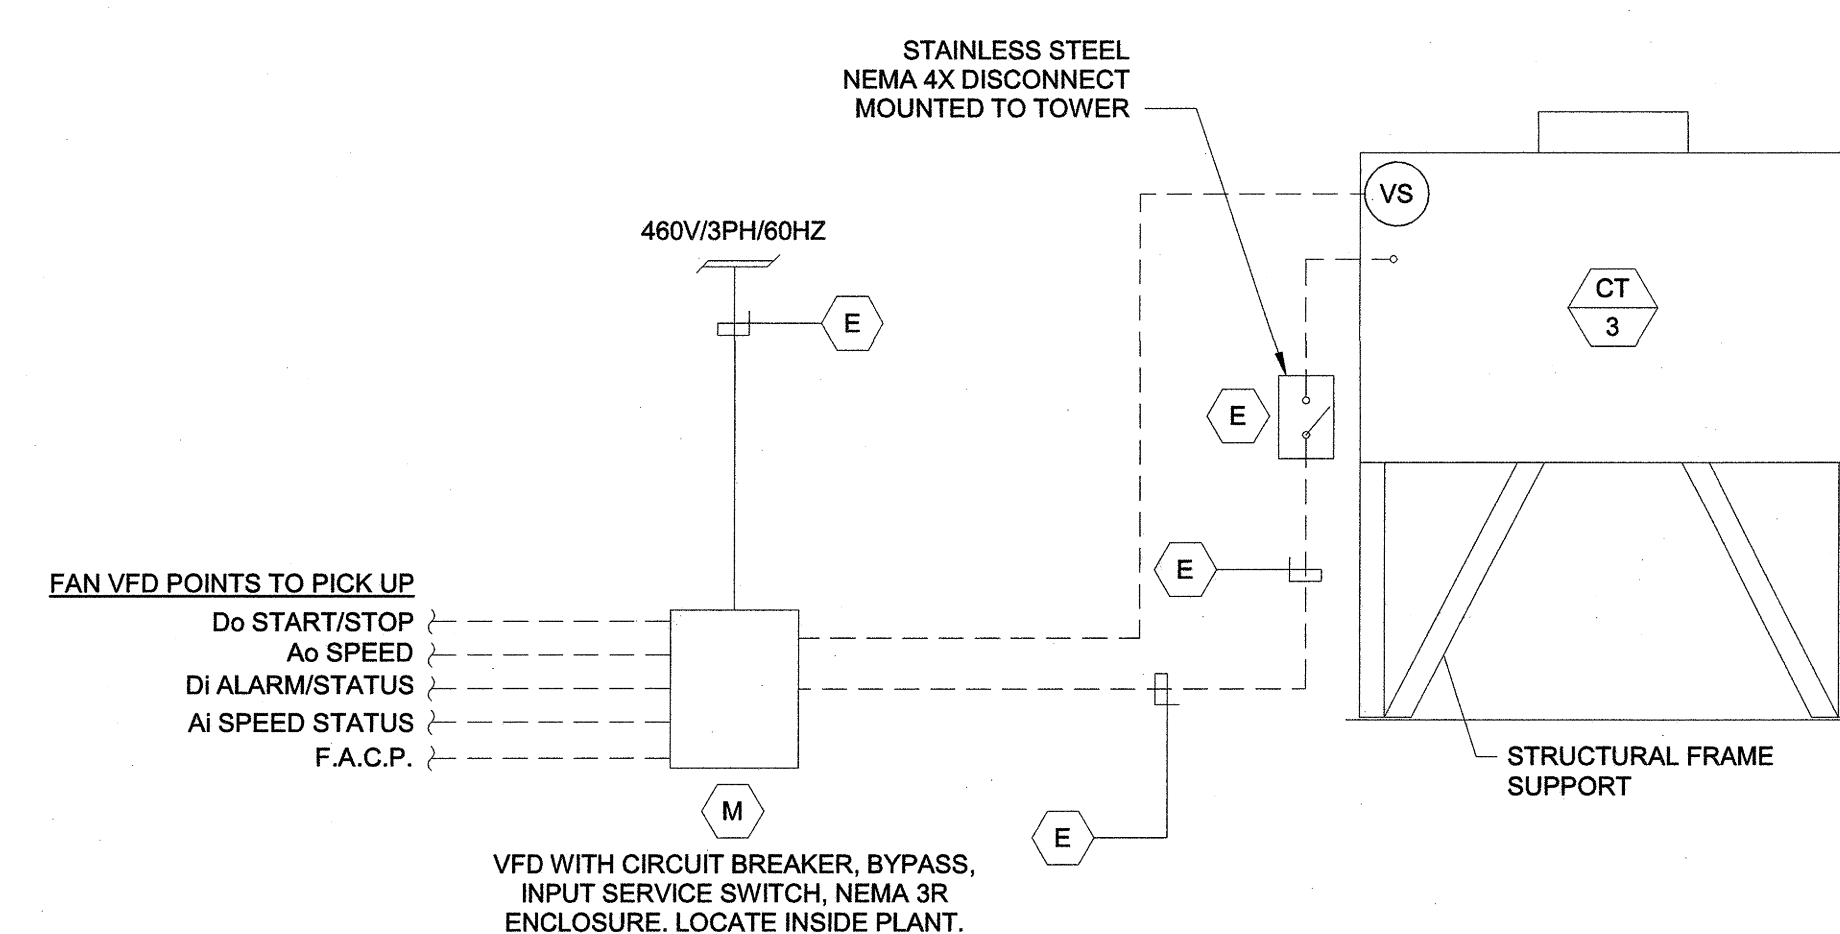 STAINLESS STEEL
NEMA 4X DISCONNECT
MOUNTED TO TOWER
VS
460V/3PH/60HZ
E
CT
3
E
E
FAN VFD POINTS TO PICK UP
Do START/STOP
Ao SPEED
Di ALARM/STATUS
Ai SPEED STATUS
F.A.C.P.
STRUCTURAL FRAME
SUPPORT
M
E
VFD WITH CIRCUIT BREAKER, BYPASS,
INPUT SERVICE SWITCH, NEMA 3R
ENCLOSURE. LOCATE INSIDE PLANT.